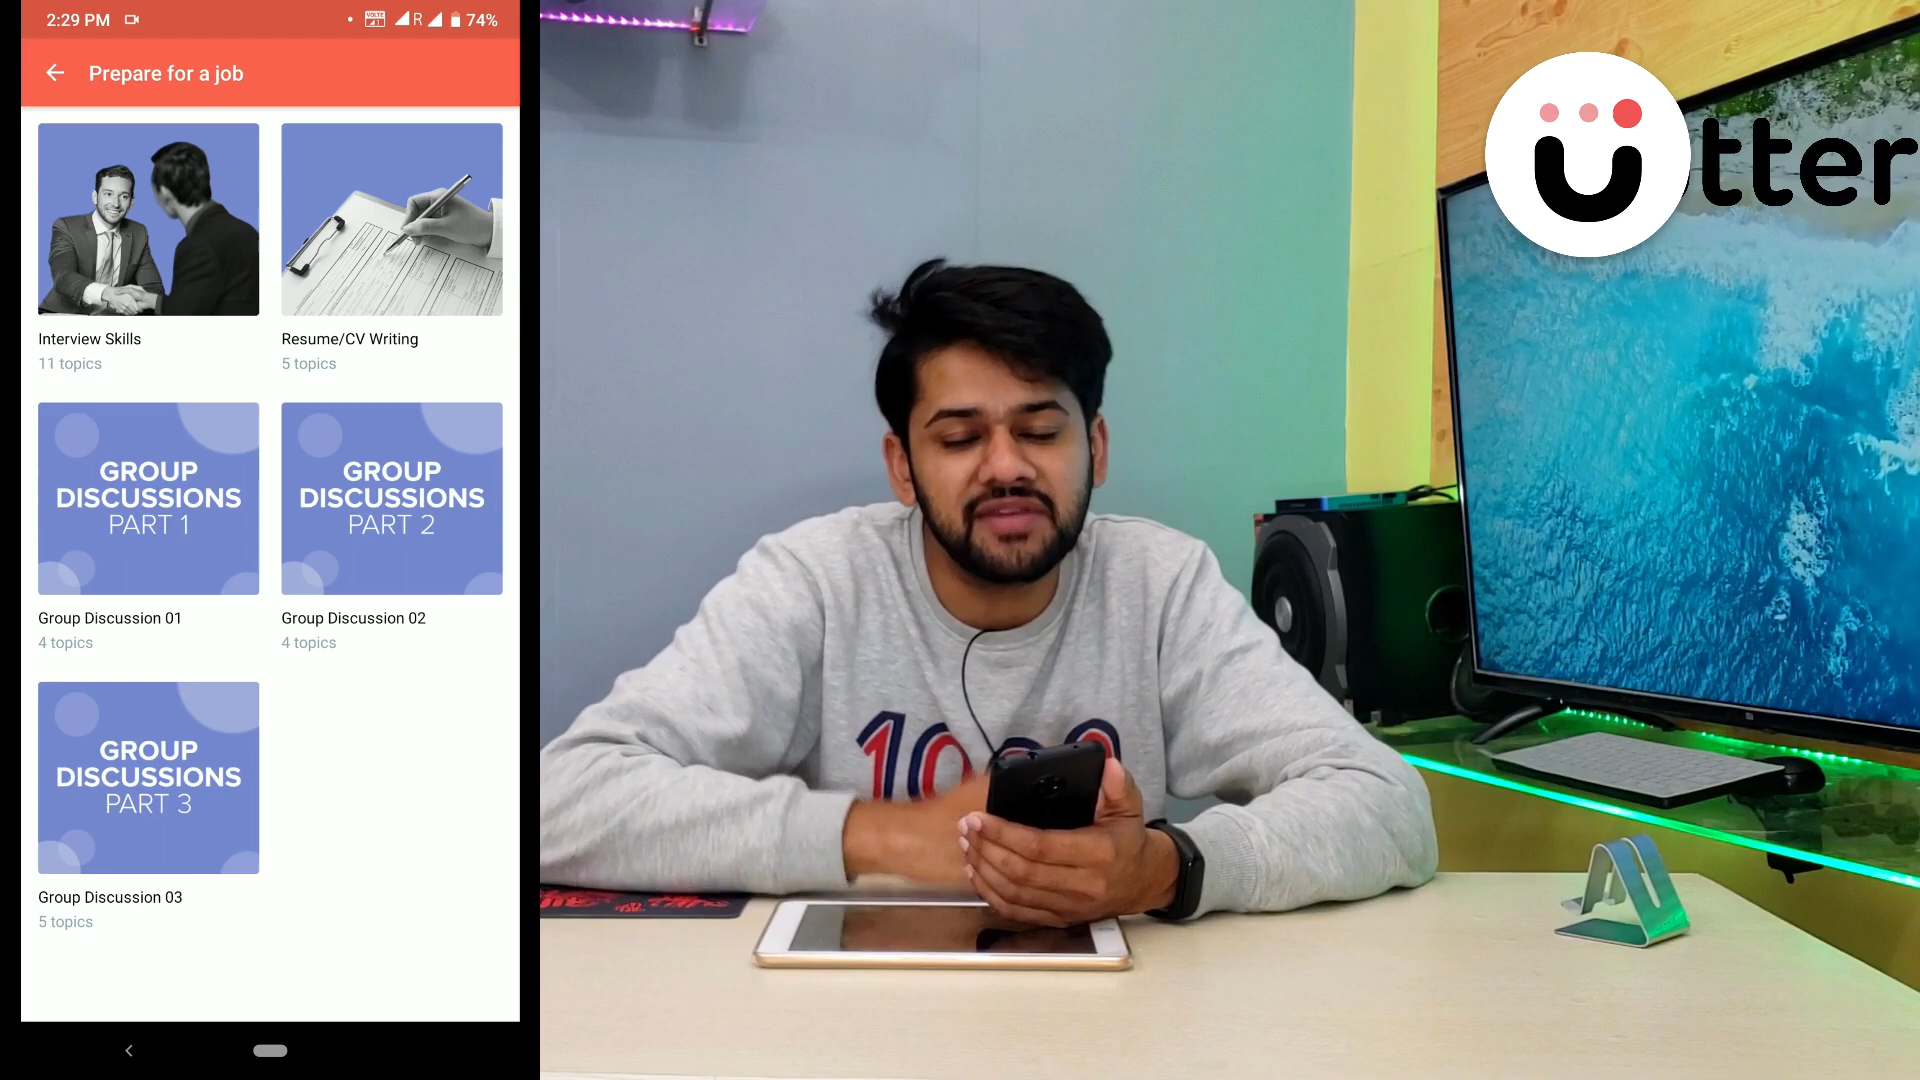 2:29 PM
VOLTE
R
74%
Prepare for a job
Interview Skills
11 topics
Resume/CV Writing
5 topics
GROUP
DISCUSSIONS
PART 1
Group Discussion 01
4 topics
GROUP
DISCUSSIONS
PART 2
Group Discussion 02
4 topics
GROUP
DISCUSSIONS
PART 3
Group Discussion 03
5 topics
utter